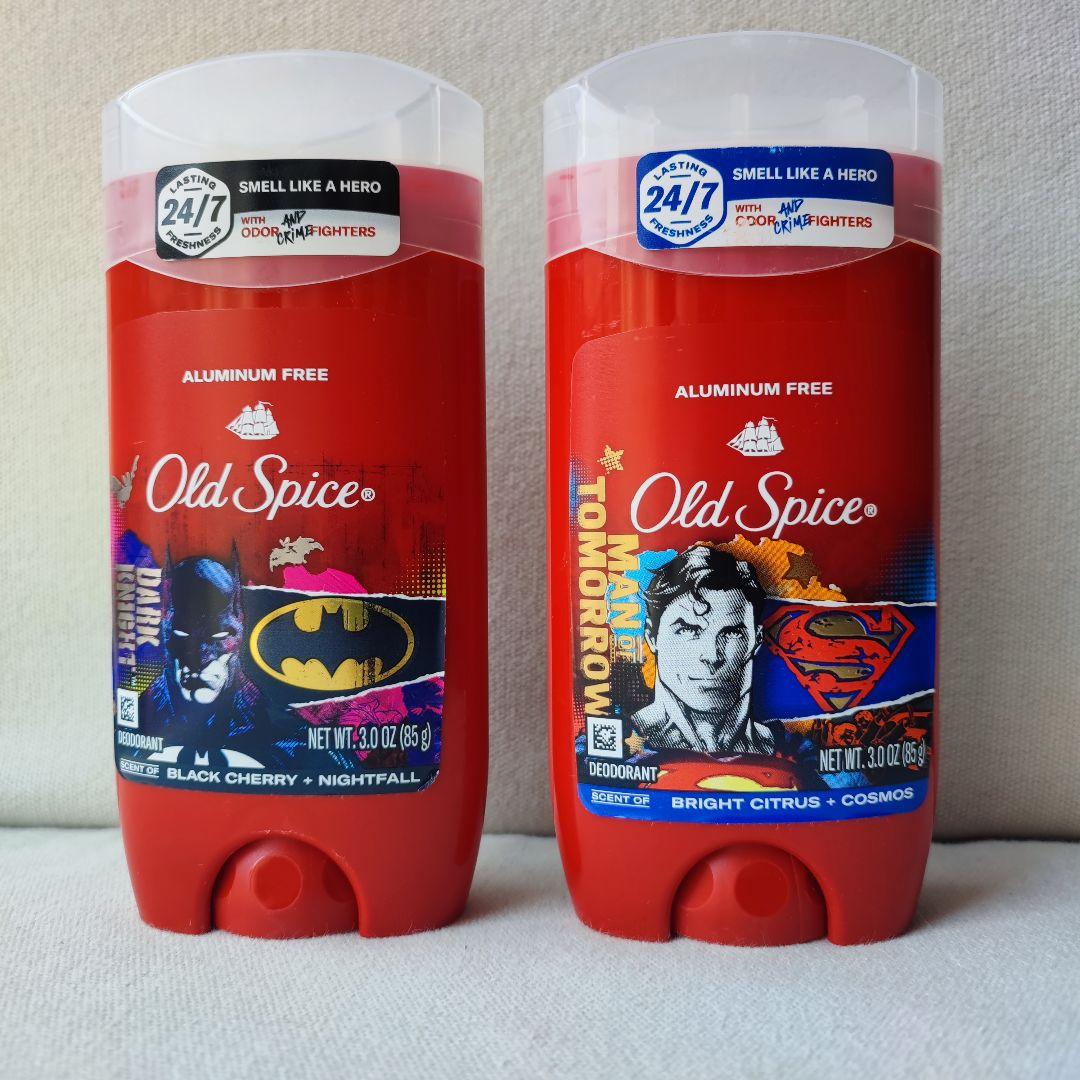 LASTING
24/7
FRESHNESS
SMELL LIKE A HERO
WITH
ODOR AND CRIME FIGHTERS
ALUMINUM FREE
Old Spice®
DARK
KNIGHT
DEODORANT
NET WT. 3.0 OZ (85 g)
SCENT OF BLACK CHERRY + NIGHTFALL
LASTING
24/7
FRESHNESS
SMELL LIKE A HERO
WITH
ODOR AND CRIME FIGHTERS
ALUMINUM FREE
Old Spice®
MAN OF
TOMORROW
DEODORANT
NET WT. 3.0 OZ (85 g)
SCENT OF BRIGHT CITRUS + COSMOS